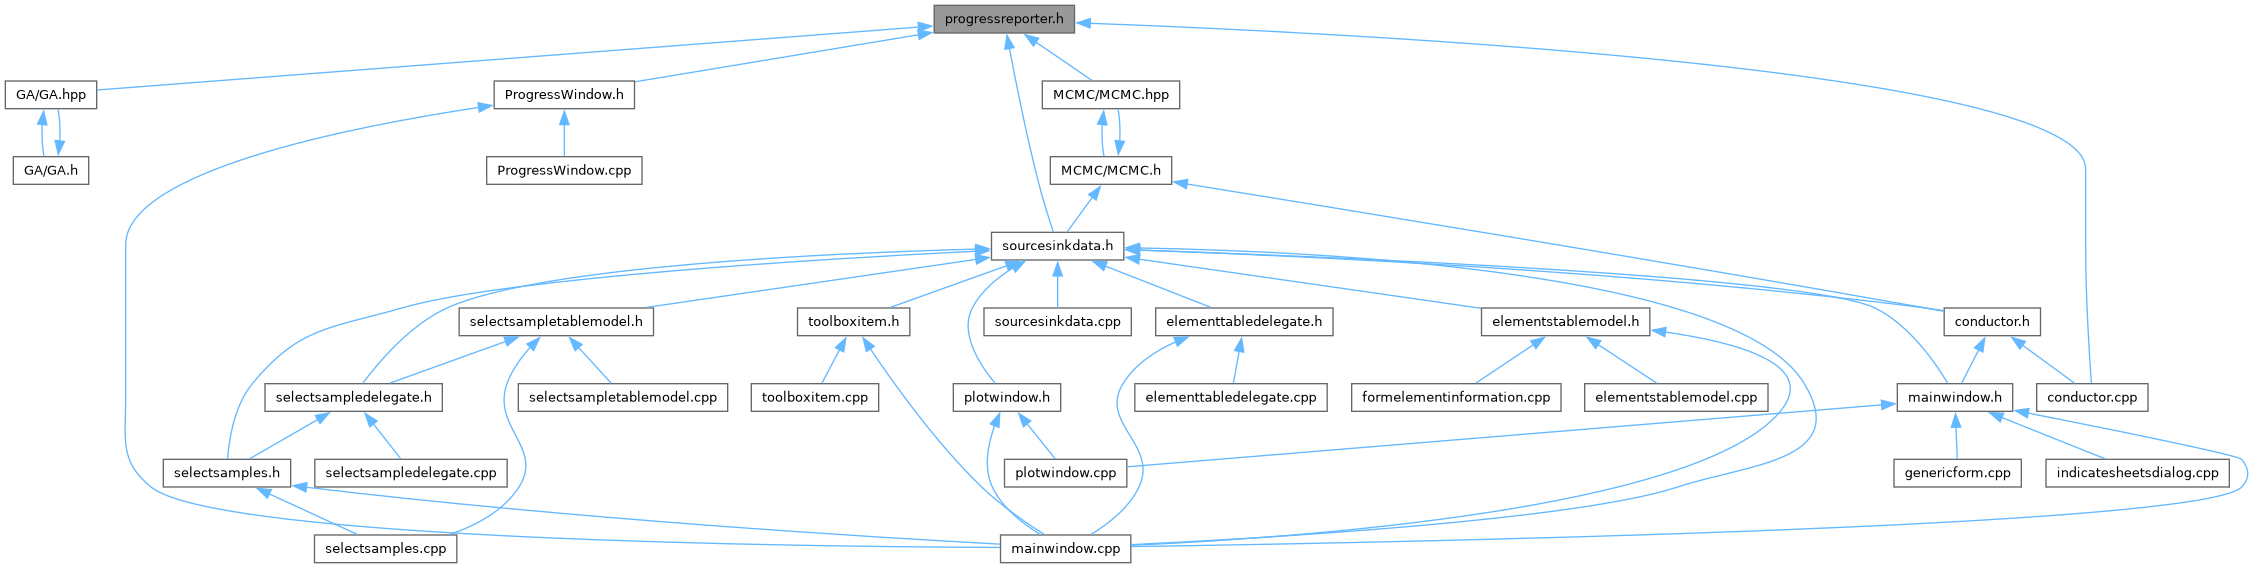 progressreporter.h
GA/GA.hpp
ProgressWindow.h
MCMC/MCMC.hpp
GA/GA.h
ProgressWindow.cpp
MCMC/MCMC.h
sourcesinkdata.h
selectsampletablemodel.h
toolboxitem.h
sourcesinkdata.cpp
elementtabledelegate.h
elementstablemodel.h
conductor.h
selectsampledelegate.h
selectsampletablemodel.cpp
toolboxitem.cpp
plotwindow.h
elementtabledelegate.cpp
formelementinformation.cpp
elementstablemodel.cpp
mainwindow.h
conductor.cpp
selectsamples.h
selectsampledelegate.cpp
plotwindow.cpp
genericform.cpp
indicatesheetsdialog.cpp
selectsamples.cpp
mainwindow.cpp